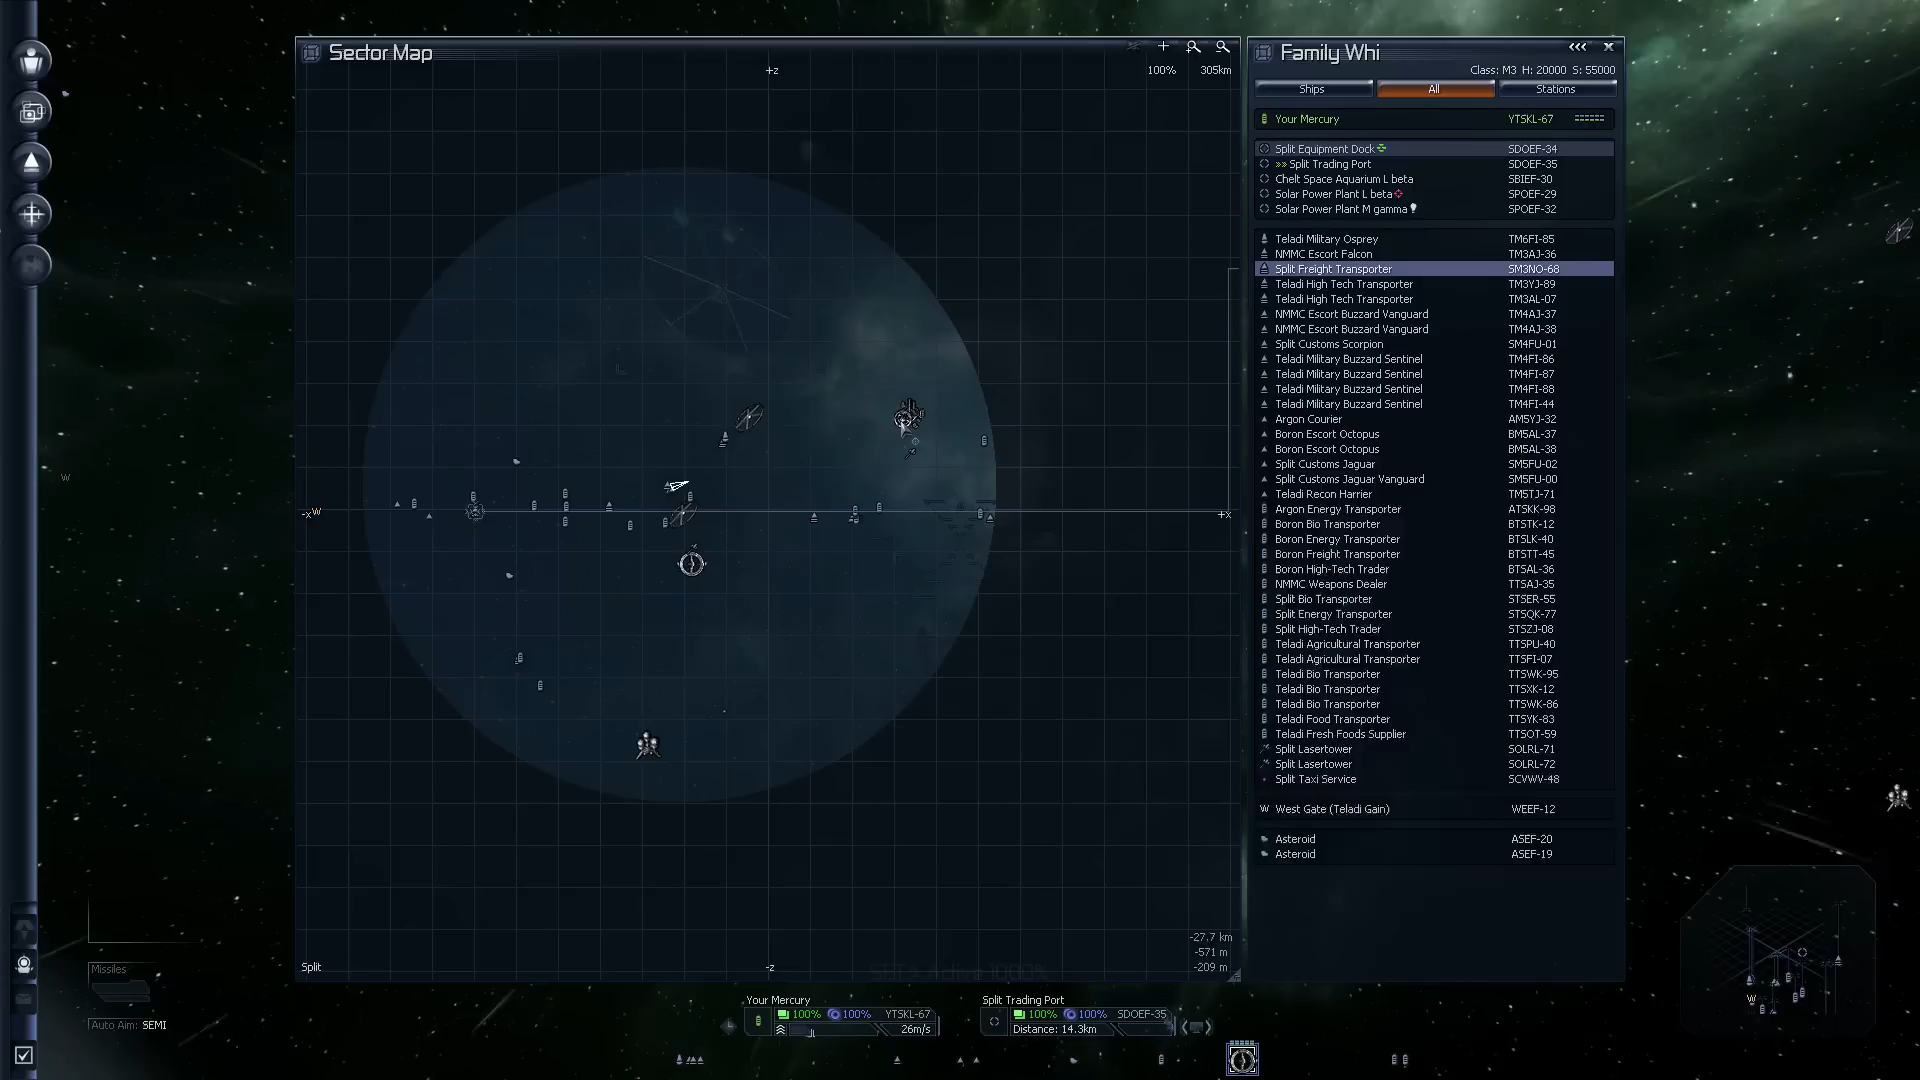 Sector Map
+z
100%
305km
-x
W
+x
W
-27,7 km
-571 m
-209 m
Split
-z
Family Whi
<<<
X
Class: M3 H: 20000 S: 55000
Ships
All
Stations
Your Mercury YTSKL-67
Split Equipment Dock SDOEF-34
»» Split Trading Port SDOEF-35
Chelt Space Aquarium L beta SBIEF-30
Solar Power Plant L beta SPOEF-29
Solar Power Plant M gamma SPOEF-32
Teladi Military Osprey TM6FI-85
NMMC Escort Falcon TM3AJ-36
Split Freight Transporter SM3NO-68
Teladi High Tech Transporter TM3YJ-89
Teladi High Tech Transporter TM3AL-07
NMMC Escort Buzzard Vanguard TM4AJ-37
NMMC Escort Buzzard Vanguard TM4AJ-38
Split Customs Scorpion SM4FU-01
Teladi Military Buzzard Sentinel TM4FI-86
Teladi Military Buzzard Sentinel TM4FI-87
Teladi Military Buzzard Sentinel TM4FI-88
Teladi Military Buzzard Sentinel TM4FI-44
Argon Courier AM5YJ-32
Boron Escort Octopus BM5AL-37
Boron Escort Octopus BM5AL-38
Split Customs Jaguar SM5FU-02
Split Customs Jaguar Vanguard SM5FU-00
Teladi Recon Harrier TM5TJ-71
Argon Energy Transporter ATSKK-98
Boron Bio Transporter BTSTK-12
Boron Energy Transporter BTSLK-40
Boron Freight Transporter BTSTT-45
Boron High-Tech Trader BTSAL-36
NMMC Weapons Dealer TTSAJ-35
Split Bio Transporter STSER-55
Split Energy Transporter STSQK-77
Split High-Tech Trader STSZJ-08
Teladi Agricultural Transporter TTSPU-40
Teladi Agricultural Transporter TTSFI-07
Teladi Bio Transporter TTSWK-95
Teladi Bio Transporter TTSXK-12
Teladi Bio Transporter TTSWK-86
Teladi Food Transporter TTSYK-83
Teladi Fresh Foods Supplier TTSOT-59
Split Lasertower SOLRL-71
Split Lasertower SOLRL-72
Split Taxi Service SCVWV-48
W West Gate (Teladi Gain) WEEF-12
Asteroid ASEF-20
Asteroid ASEF-19
Missiles
Auto Aim: SEMI
Your Mercury
100% 100% YTSKL-67
26m/s
Split Trading Port
100% 100% SDOEF-35
Distance: 14.3km
W